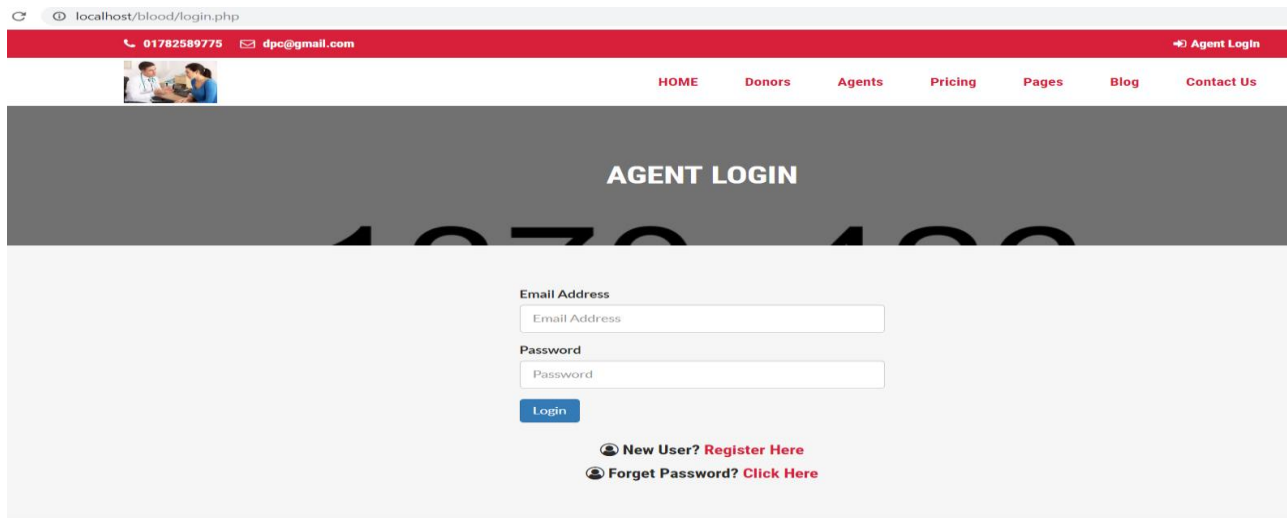 localhost/blood/login.php
01782589775 dpc@gmail.com Agent Login
HOME Donors Agents Pricing Pages Blog Contact Us
AGENT LOGIN
Email Address
Email Address
Password
Password
Login
New User? Register Here
Forget Password? Click Here